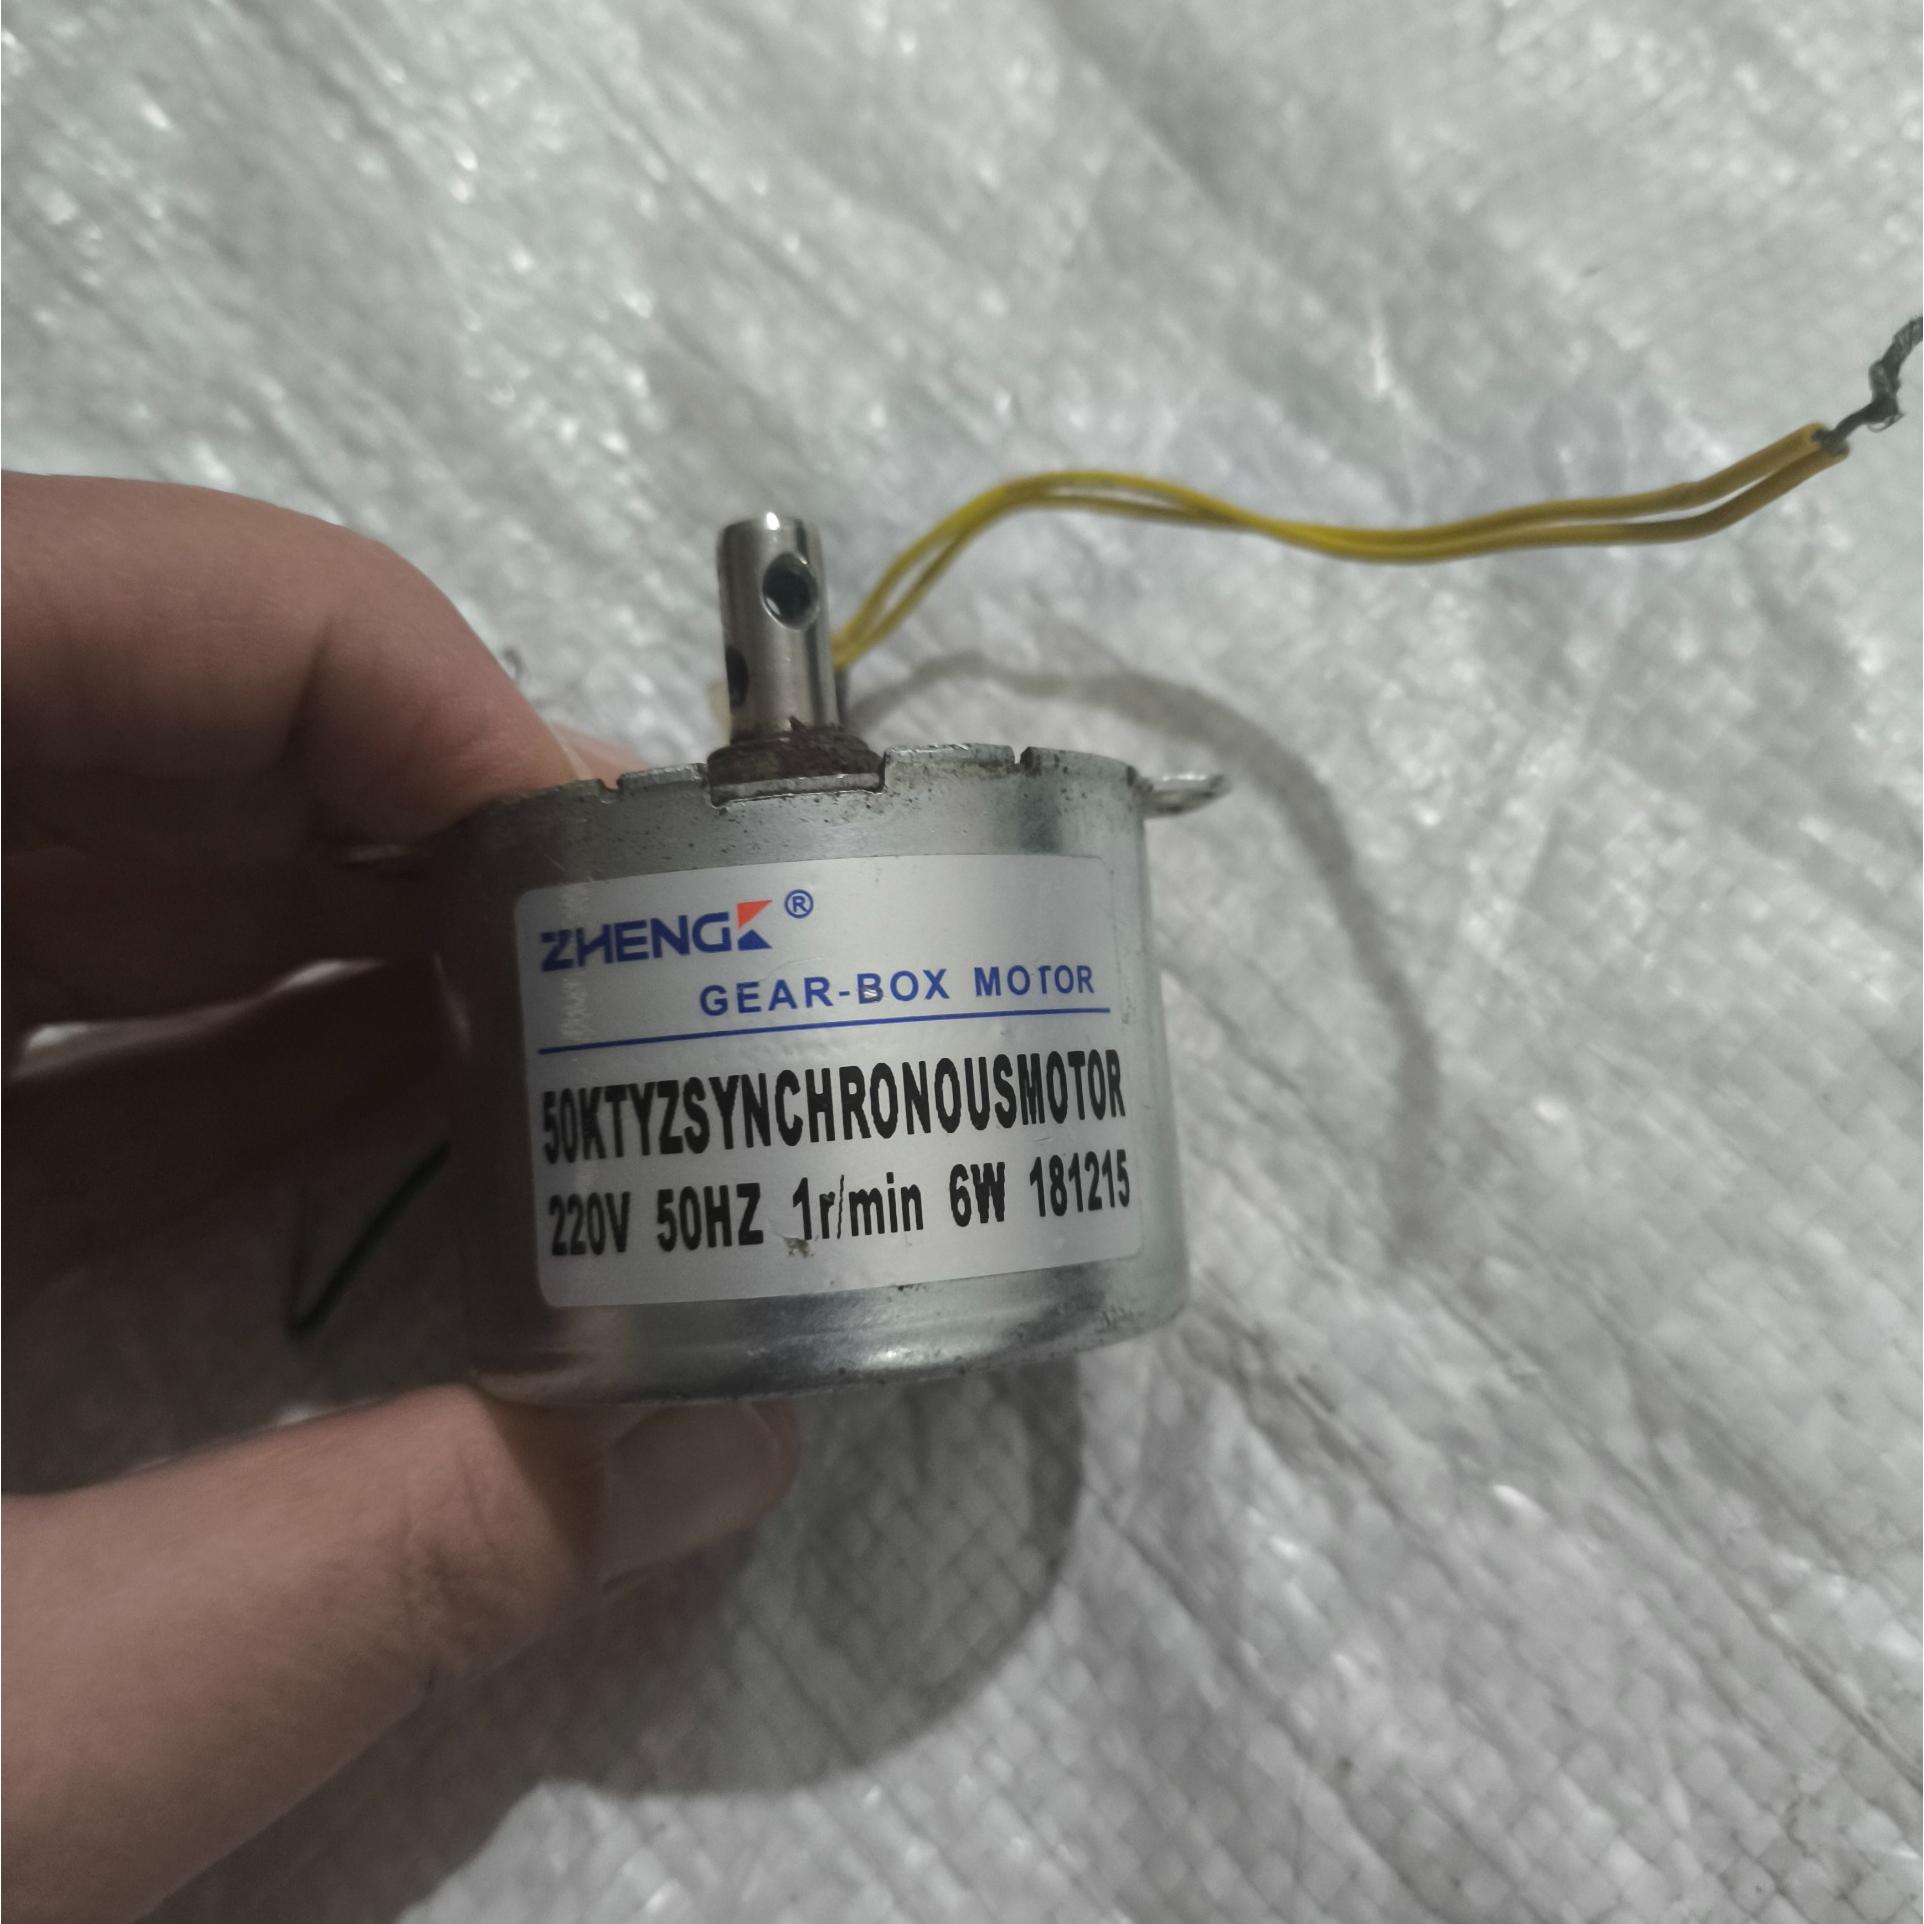 ZHENGK®
GEAR-BOX MOTOR
50KTYZSYNCHRONOUSMOTOR
220V 50HZ 1r/min 6W 181215